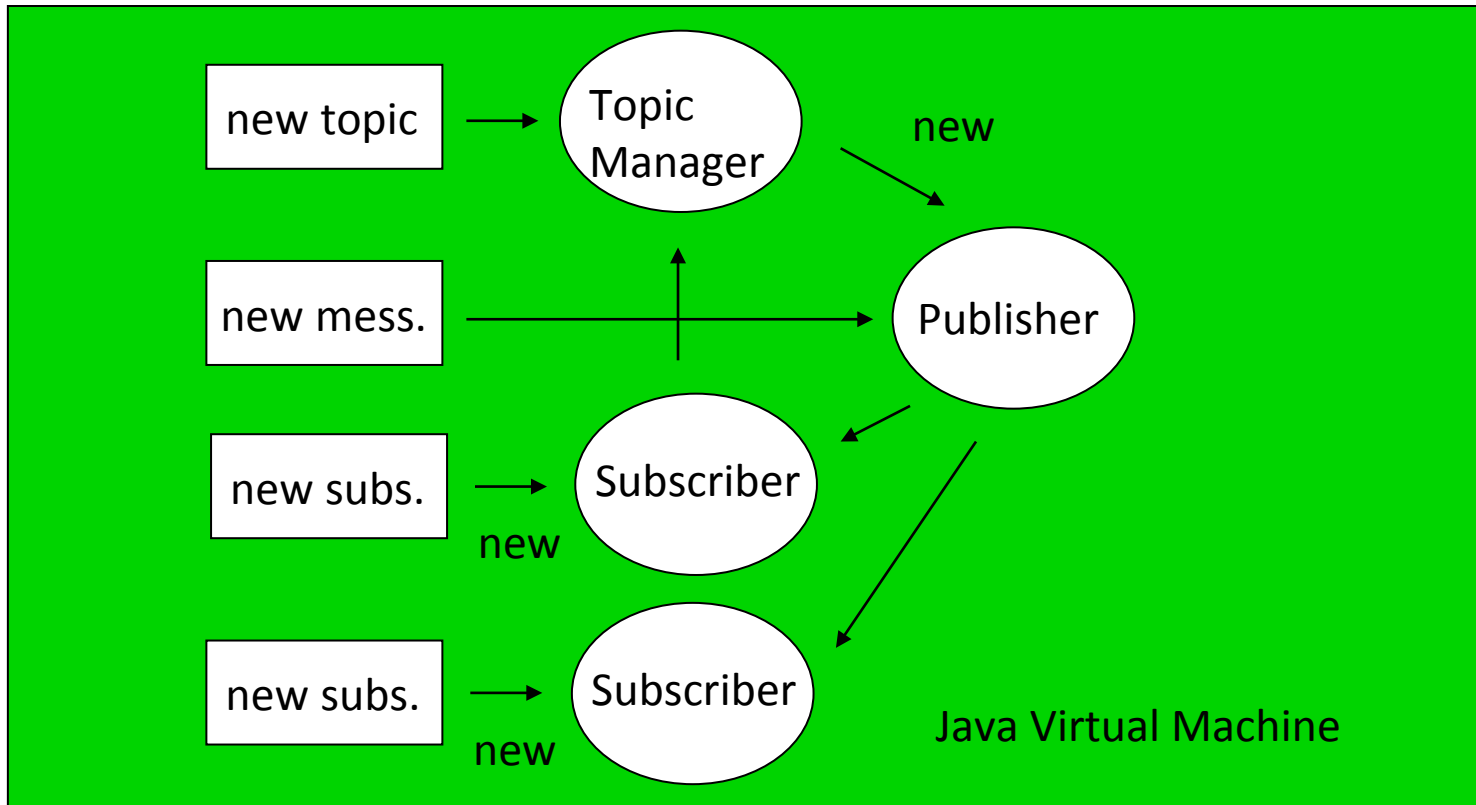 new topic
Topic
Manager
new
new mess.
Publisher
new subs.
Subscriber
new
new subs.
Subscriber
new
Java Virtual Machine